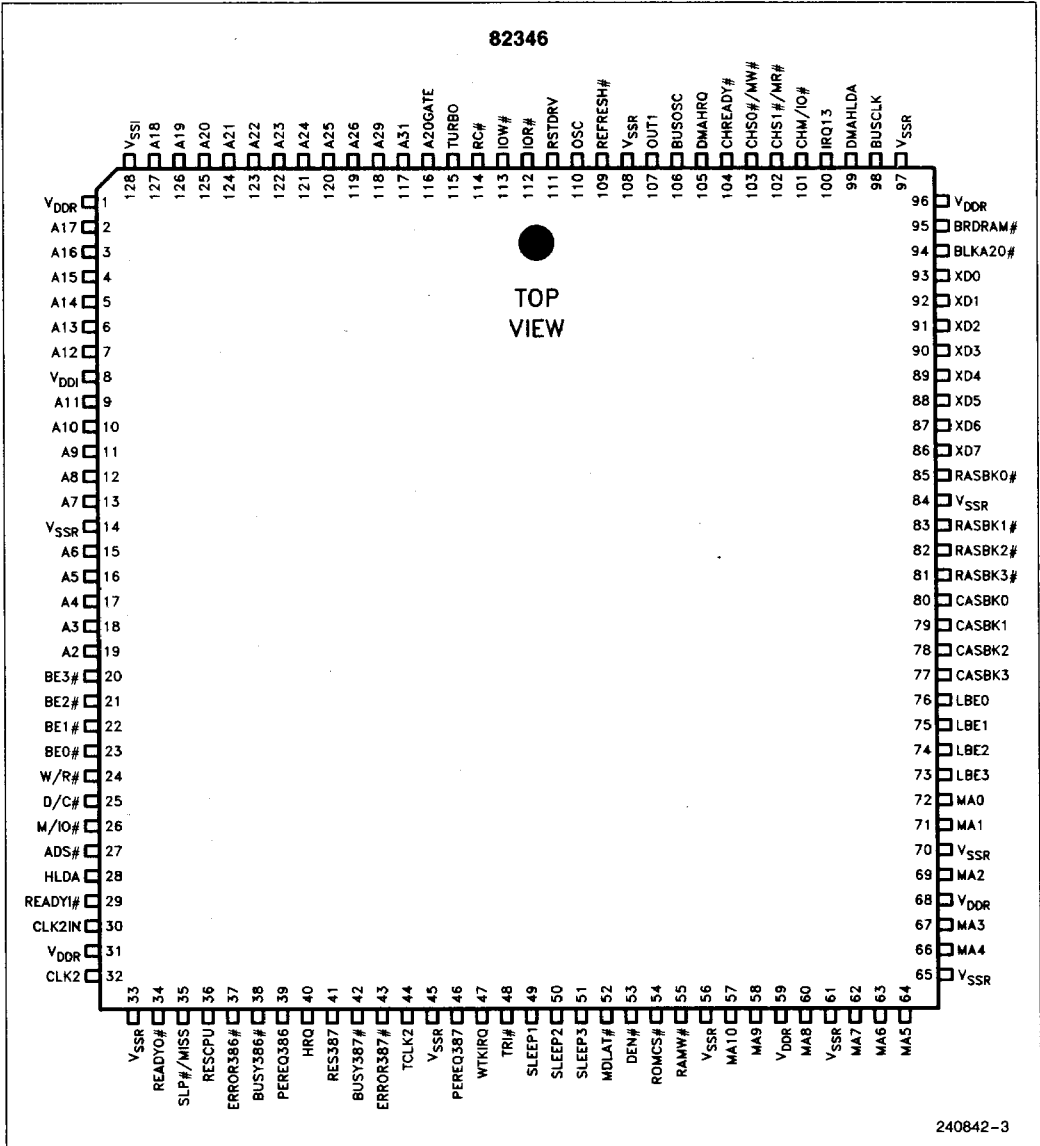 82346
VSSI 128
A18 127
A19 126
A20 125
A21 124
A22 123
A23 122
A24 121
A25 120
A26 119
A29 118
A31 117
A20GATE 116
TURBO 115
RC# 114
IOW# 113
IOR# 112
RSTDRV 111
OSC 110
REFRESH# 109
VSSR 108
OUT1 107
BUSOSC 106
DMAHRQ 105
CHREADY# 104
CHS0#/MW# 103
CHS1#/MR# 102
CHM/IO# 101
IRQ13 100
DMAHLDA 99
BUSCLK 98
VSSR 97
VDDR 1
A17 2
A16 3
A15 4
A14 5
A13 6
A12 7
VDDI 8
A11 9
A10 10
A9 11
A8 12
A7 13
VSSR 14
A6 15
A5 16
A4 17
A3 18
A2 19
BE3# 20
BE2# 21
BE1# 22
BE0# 23
W/R# 24
D/C# 25
M/IO# 26
ADS# 27
HLDA 28
READYI# 29
CLK2IN 30
VDDR 31
CLK2 32
TOP
VIEW
96 VDDR
95 BRDRAM#
94 BLKA20#
93 XD0
92 XD1
91 XD2
90 XD3
89 XD4
88 XD5
87 XD6
86 XD7
85 RASBK0#
84 VSSR
83 RASBK1#
82 RASBK2#
81 RASBK3#
80 CASBK0
79 CASBK1
78 CASBK2
77 CASBK3
76 LBE0
75 LBE1
74 LBE2
73 LBE3
72 MA0
71 MA1
70 VSSR
69 MA2
68 VDDR
67 MA3
66 MA4
65 VSSR
33 VSSR
34 READYO#
35 SLP#/MISS
36 RESCPU
37 ERROR386#
38 BUSY386#
39 PEREQ386
40 HRQ
41 RES387
42 BUSY387#
43 ERROR387#
44 TCLK2
45 VSSR
46 PEREQ387
47 WTKIRQ
48 TRI#
49 SLEEP1
50 SLEEP2
51 SLEEP3
52 MDLAT#
53 DEN#
54 ROMCS#
55 RAMW#
56 VSSR
57 MA10
58 MA9
59 VDDR
60 MA8
61 VSSR
62 MA7
63 MA6
64 MA5
240842-3